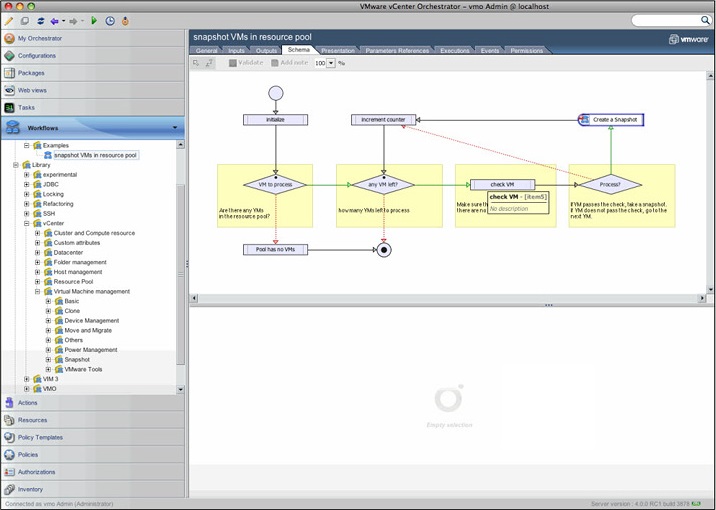 VMware vCenter Orchestrator - vmo Admin @ localhost
My Orchestrator
Configurations
Packages
Web views
Tasks
Workflows
Examples
snapshot VMs in resource pool
Library
experimental
JDBC
Locking
Refactoring
SSH
vCenter
Cluster and Compute resource
Custom attributes
Datacenter
Folder management
Host management
Resource Pool
Virtual Machine management
Basic
Clone
Device Management
Move and Migrate
Others
Power Management
Snapshot
VMware Tools
VIM 3
VMO
Actions
Resources
Policy Templates
Policies
Authorizations
Inventory
snapshot VMs in resource pool
General Inputs Outputs Schema Presentation Parameters References Executions Events Permissions
vmware
Validate Add note 100 %
Initialize
increment counter
Create a Snapshot
VM to process
any VM left?
check VM
Process?
Are there any VMs
in the resource pool?
how many VMs left to process
Make sure th
there are no
check VM - [item5]
No description
If VM passes the check, take a snapshot.
If VM does not pass the check, go to the
next VM.
Pool has no VMs
Empty selection
Connected as vmo Admin (Administrator)
Server version : 4.0.0 RC1 build 3878